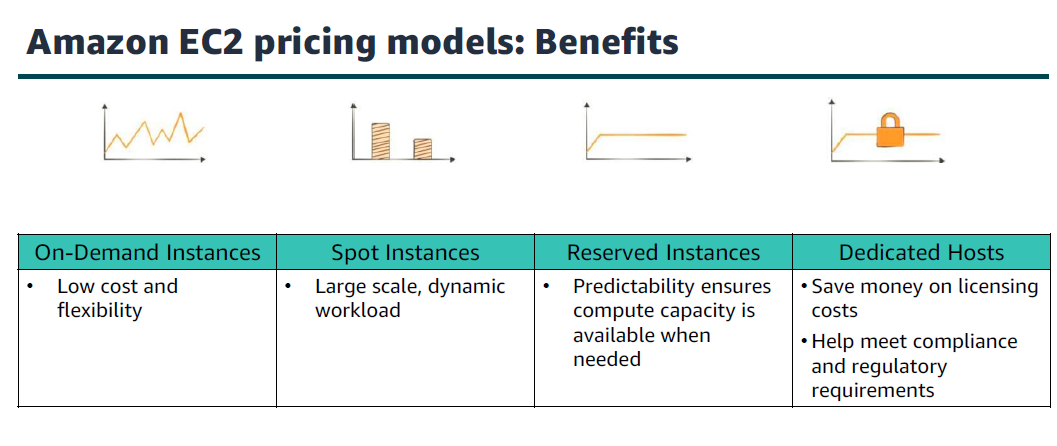 Amazon EC2 pricing models: Benefits
On-Demand Instances
• Low cost and
flexibility
Spot Instances
• Large scale, dynamic
workload
Reserved Instances
• Predictability ensures
compute capacity is
available when
needed
Dedicated Hosts
• Save money on licensing
costs
• Help meet compliance
and regulatory
requirements